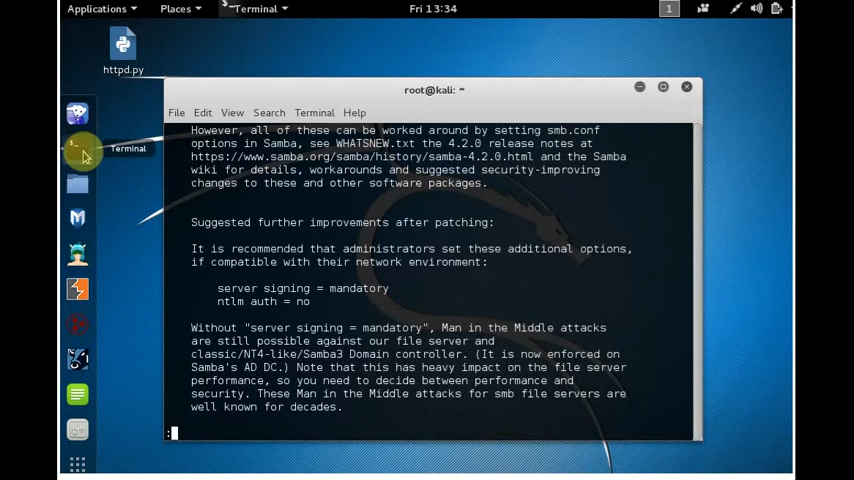 Applications
Places
Terminal
Fri 13:34
1
httpd.py
root@kali: ~
File Edit View Search Terminal Help
Terminal
However, all of these can be worked around by setting smb.conf
options in Samba, see WHATSNEW.txt the 4.2.0 release notes at
https://www.samba.org/samba/history/samba-4.2.0.html and the Samba
wiki for details, workarounds and suggested security-improving
changes to these and other software packages.
Suggested further improvements after patching:
It is recommended that administrators set these additional options,
if compatible with their network environment:
server signing = mandatory
ntlm auth = no
Without "server signing = mandatory", Man in the Middle attacks
are still possible against our file server and
classic/NT4-like/Samba3 Domain controller. (It is now enforced on
Samba's AD DC.) Note that this has heavy impact on the file server
performance, so you need to decide between performance and
security. These Man in the Middle attacks for smb file servers are
well known for decades.
: